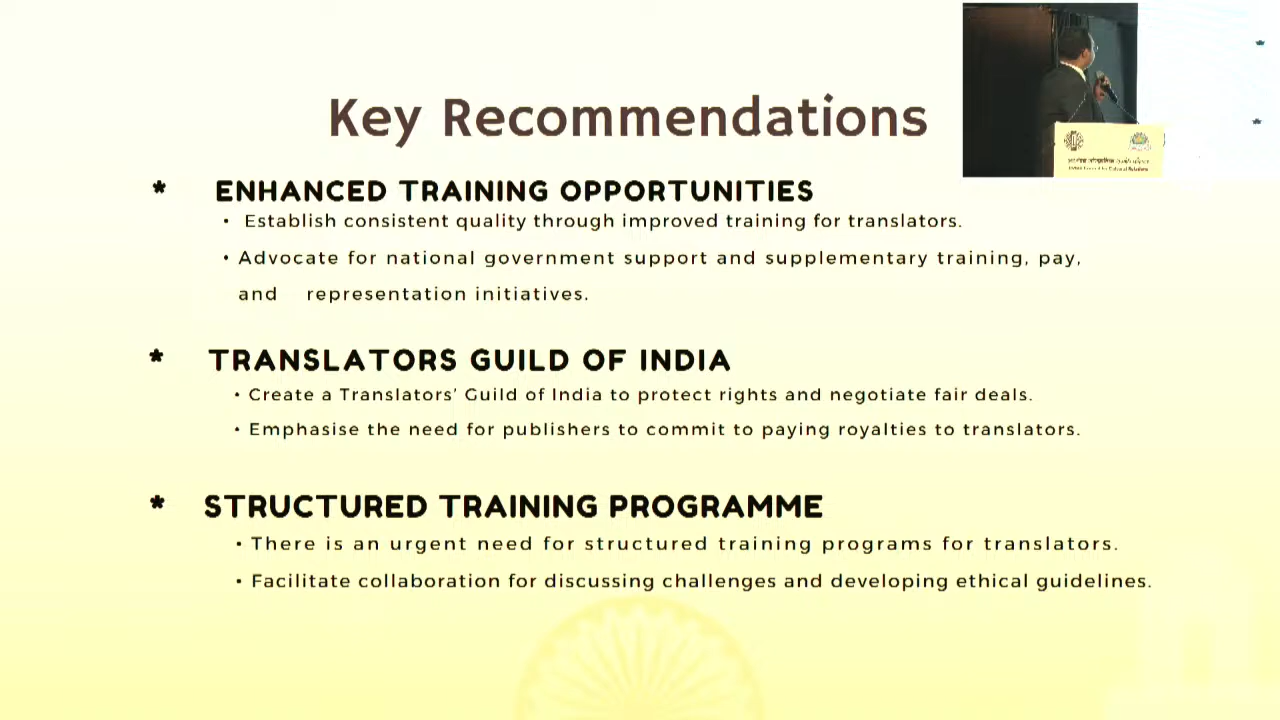 Key Recommendations
* ENHANCED TRAINING OPPORTUNITIES
• Establish consistent quality through improved training for translators.
• Advocate for national government support and supplementary training, pay,
and representation initiatives.
* TRANSLATORS GUILD OF INDIA
• Create a Translators’ Guild of India to protect rights and negotiate fair deals.
• Emphasise the need for publishers to commit to paying royalties to translators.
* STRUCTURED TRAINING PROGRAMME
• There is an urgent need for structured training programs for translators.
• Facilitate collaboration for discussing challenges and developing ethical guidelines.